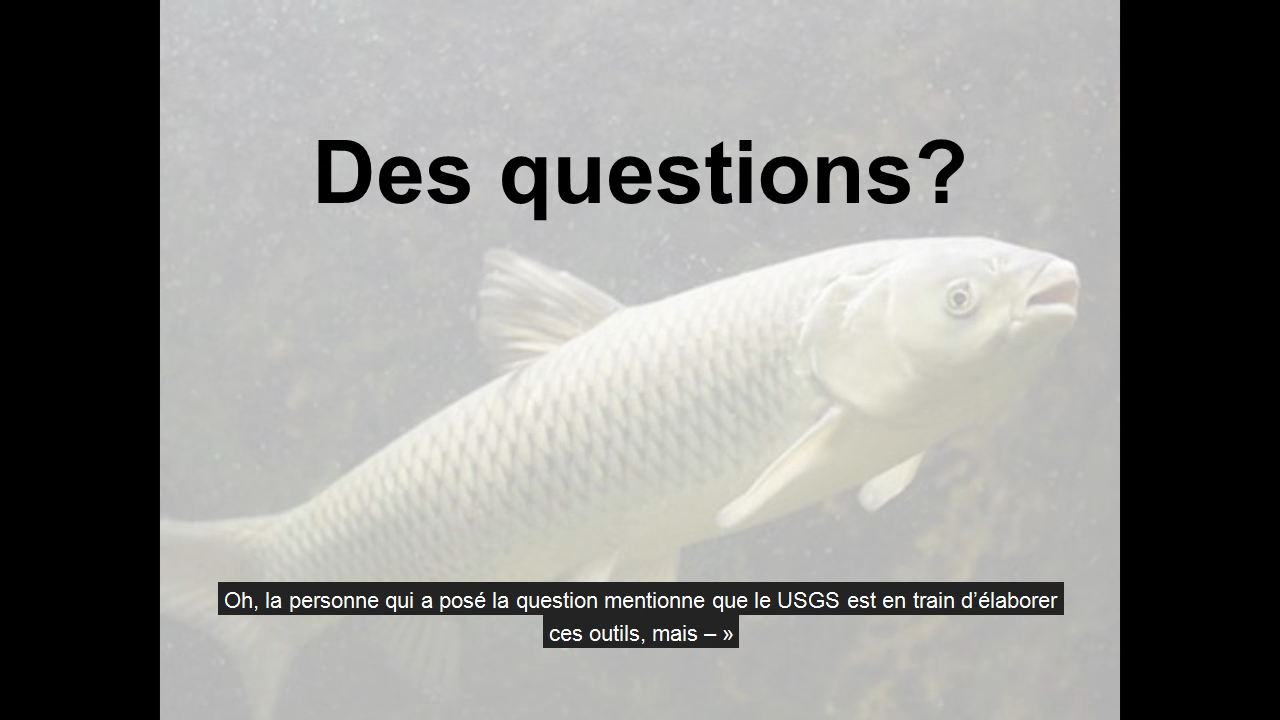 Des questions?
Oh, la personne qui a posé la question mentionne que le USGS est en train d’élaborer
ces outils, mais – »